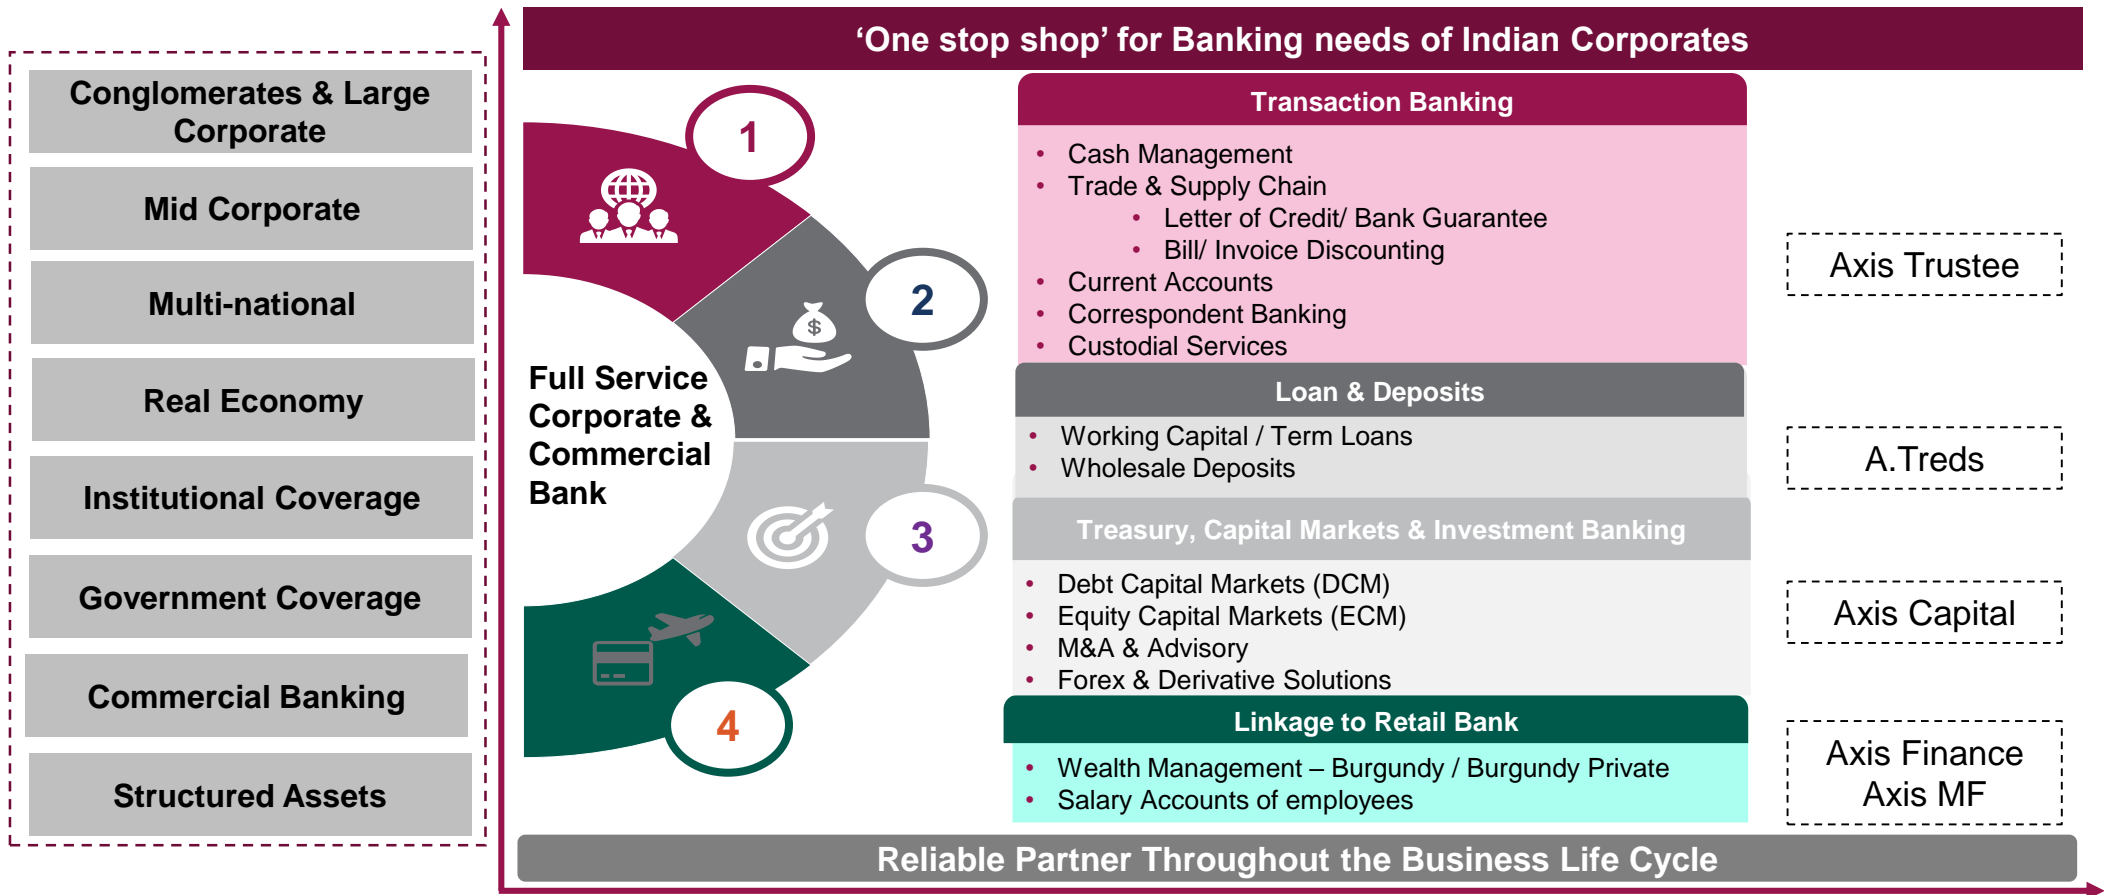 ‘One stop shop’ for Banking needs of Indian Corporates
Conglomerates & Large
Corporate
Mid Corporate
Multi-national
Real Economy
Institutional Coverage
Government Coverage
Commercial Banking
Structured Assets
Full Service
Corporate &
Commercial
Bank
1
2
$
3
4
Transaction Banking
• Cash Management
• Trade & Supply Chain
• Letter of Credit/ Bank Guarantee
• Bill/ Invoice Discounting
• Current Accounts
• Correspondent Banking
• Custodial Services
Loan & Deposits
• Working Capital / Term Loans
• Wholesale Deposits
Treasury, Capital Markets & Investment Banking
• Debt Capital Markets (DCM)
• Equity Capital Markets (ECM)
• M&A & Advisory
• Forex & Derivative Solutions
Linkage to Retail Bank
• Wealth Management – Burgundy / Burgundy Private
• Salary Accounts of employees
Axis Trustee
A.Treds
Axis Capital
Axis Finance
Axis MF
Reliable Partner Throughout the Business Life Cycle